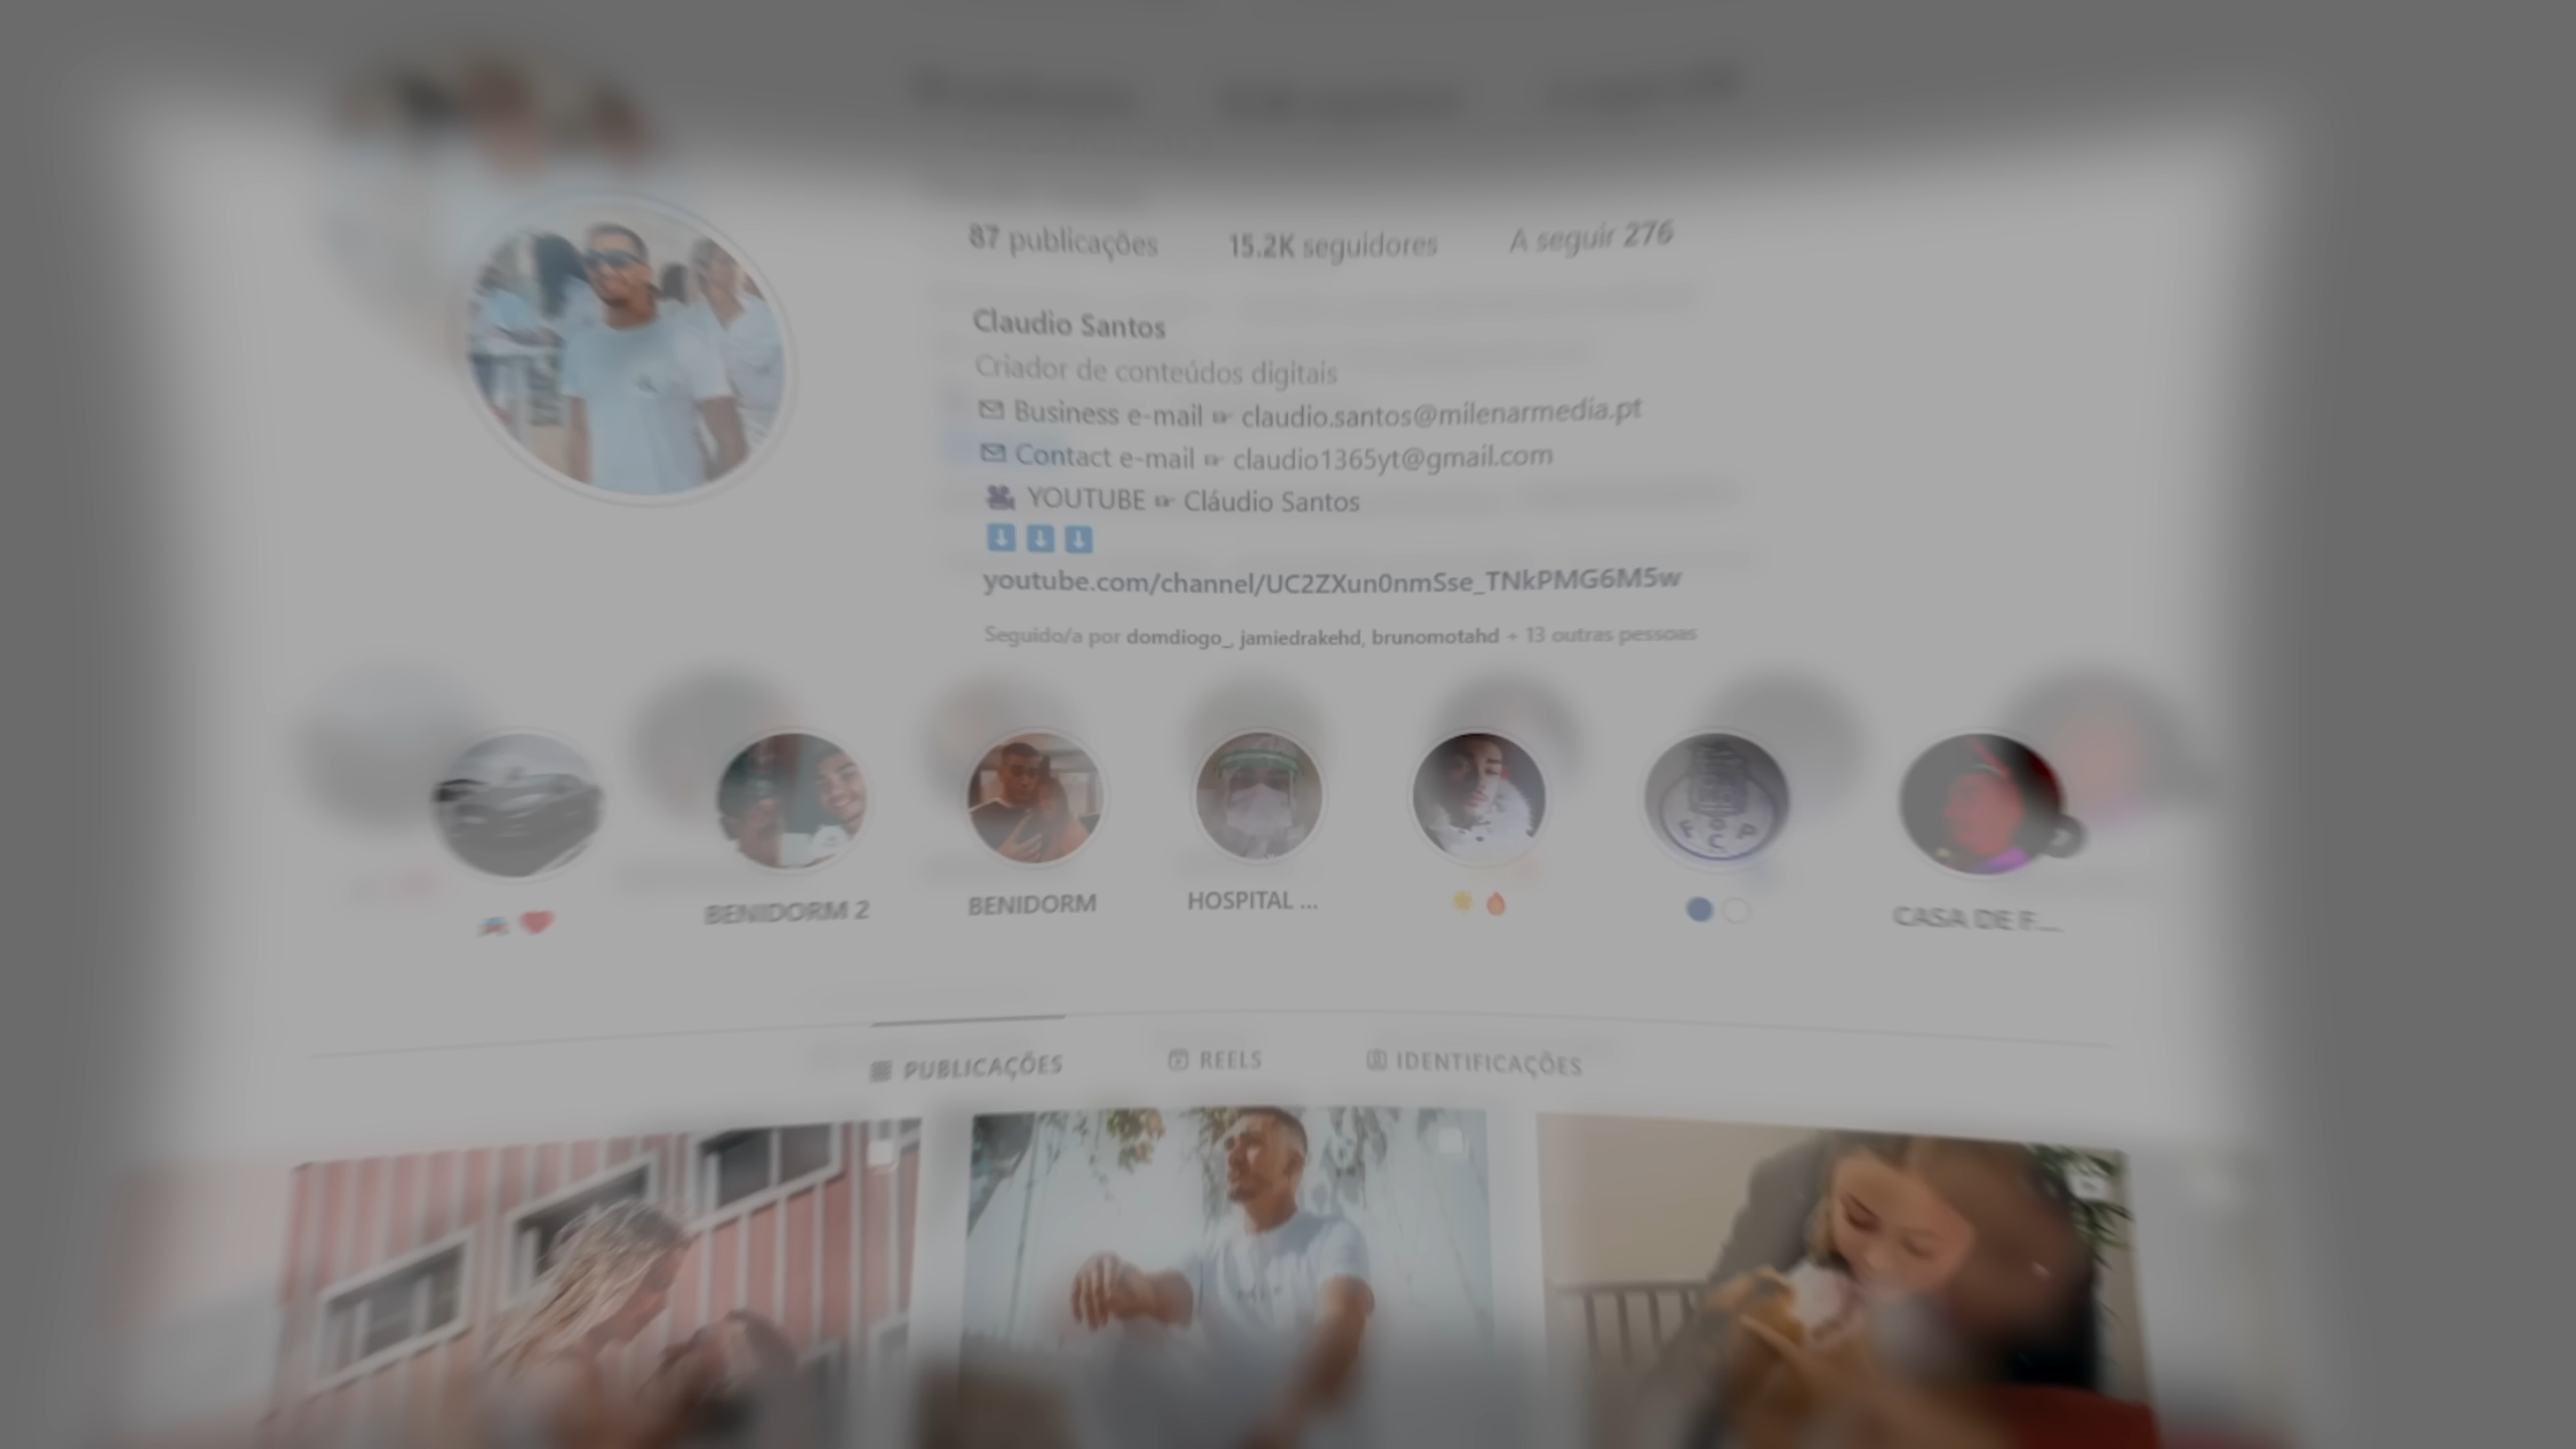 87 publicações 15.2K seguidores A seguir 276
Claudio Santos
Criador de conteúdos digitais
Business e-mail ☞ claudio.santos@milenarmedia.pt
Contact e-mail ☞ claudio1365yt@gmail.com
YOUTUBE ☞ Cláudio Santos
⬇️⬇️⬇️
youtube.com/channel/UC2ZXun0nmSse_TNkPMG6M5w
Seguido/a por domdiogo_, jamiedrakehd, brunomotahd + 13 outras pessoas
F C P
BENIDORM 2 BENIDORM HOSPITAL ... CASA DE F...
PUBLICAÇÕES REELS IDENTIFICAÇÕES